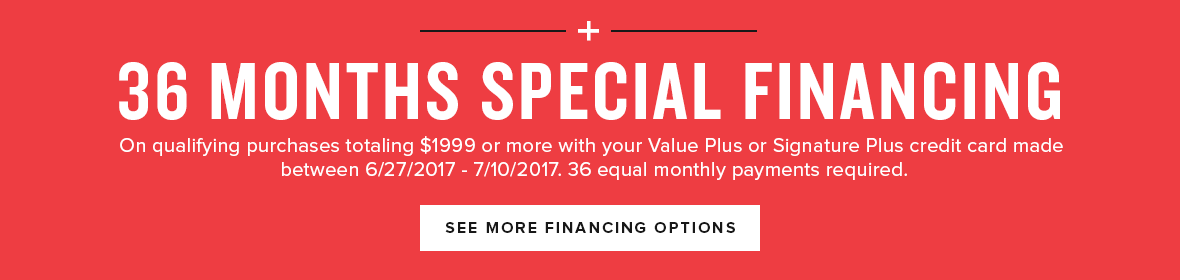 +
36 MONTHS SPECIAL FINANCING
On qualifying purchases totaling $1999 or more with your Value Plus or Signature Plus credit card made
between 6/27/2017 - 7/10/2017. 36 equal monthly payments required.
SEE MORE FINANCING OPTIONS